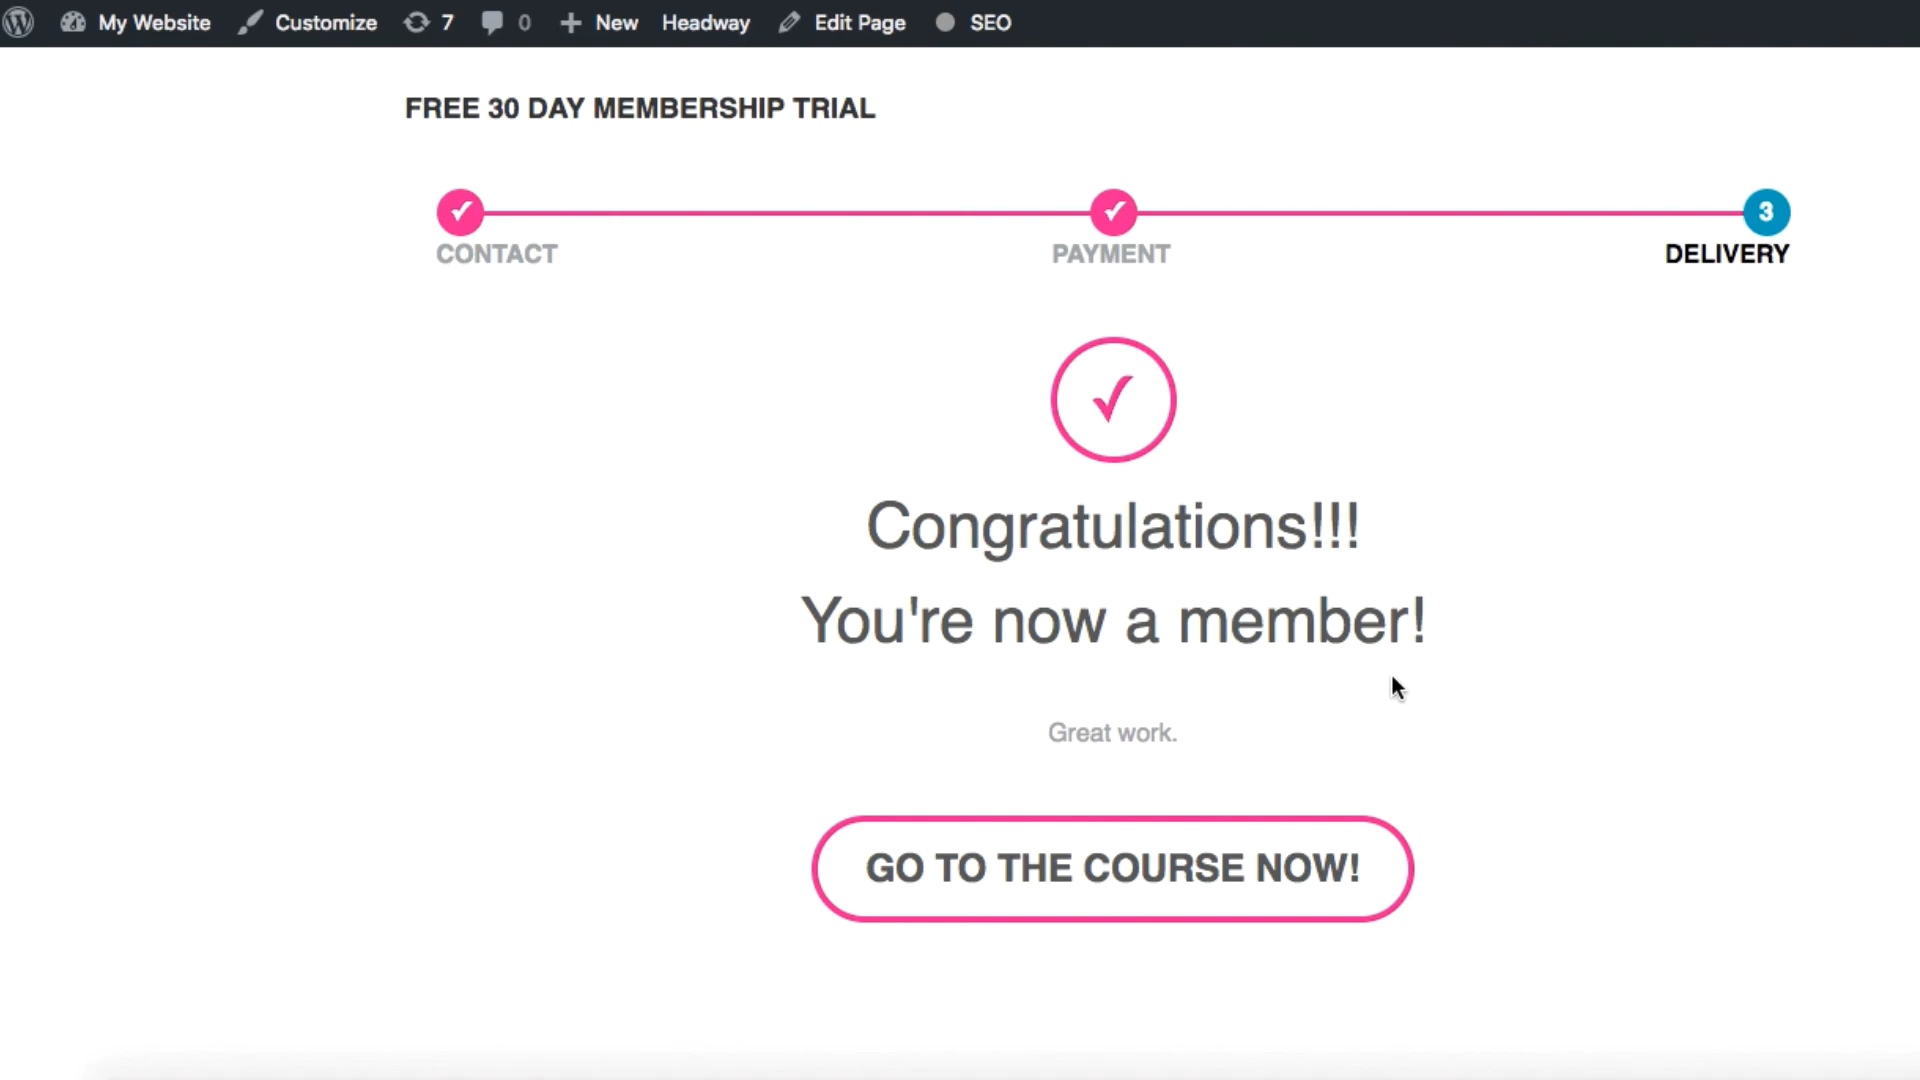 My Website Customize 7 0 New Headway Edit Page SEO
FREE 30 DAY MEMBERSHIP TRIAL
3
CONTACT PAYMENT DELIVERY
Congratulations!!!
You're now a member!
Great work.
GO TO THE COURSE NOW!